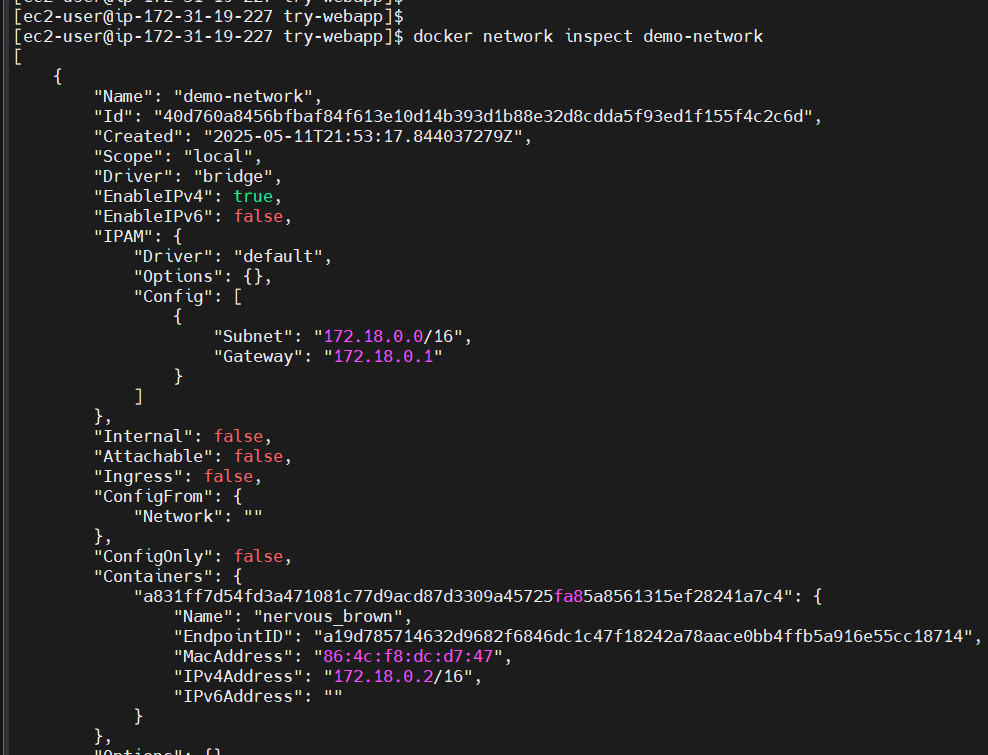 [ec2-user@ip-172-31-19-227 try-webapp]$
[ec2-user@ip-172-31-19-227 try-webapp]$
[ec2-user@ip-172-31-19-227 try-webapp]$ docker network inspect demo-network
[
    {
        "Name": "demo-network",
        "Id": "40d760a8456bfbaf84f613e10d14b393d1b88e32d8cdda5f93ed1f155f4c2c6d",
        "Created": "2025-05-11T21:53:17.844037279Z",
        "Scope": "local",
        "Driver": "bridge",
        "EnableIPv4": true,
        "EnableIPv6": false,
        "IPAM": {
            "Driver": "default",
            "Options": {},
            "Config": [
                {
                    "Subnet": "172.18.0.0/16",
                    "Gateway": "172.18.0.1"
                }
            ]
        },
        "Internal": false,
        "Attachable": false,
        "Ingress": false,
        "ConfigFrom": {
            "Network": ""
        },
        "ConfigOnly": false,
        "Containers": {
            "a831ff7d54fd3a471081c77d9acd87d3309a45725fa85a8561315ef28241a7c4": {
                "Name": "nervous_brown",
                "EndpointID": "a19d785714632d9682f6846dc1c47f18242a78aace0bb4ffb5a916e55cc18714",
                "MacAddress": "86:4c:f8:dc:d7:47",
                "IPv4Address": "172.18.0.2/16",
                "IPv6Address": ""
            }
        },
        "Options": {}